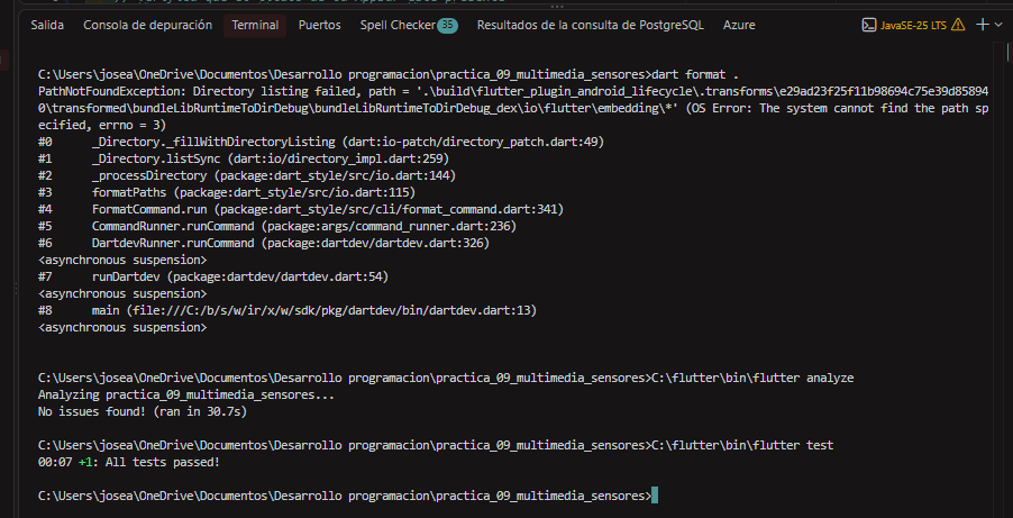 Salida Consola de depuración Terminal Puertos Spell Checker 35 Resultados de la consulta de PostgreSQL Azure JavaSE-25 LTS
C:\Users\josea\OneDrive\Documentos\Desarrollo programacion\practica_09_multimedia_sensores>dart format .
PathNotFoundException: Directory listing failed, path = '.\build\flutter_plugin_android_lifecycle\.transforms\e29ad23f25f11b98694c75e39d85894
0\transformed\bundleLibRuntimeToDirDebug\bundleLibRuntimeToDirDebug_dex\io\flutter\embedding\*' (OS Error: The system cannot find the path sp
ecified, errno = 3)
#0      _Directory._fillWithDirectoryListing (dart:io-patch/directory_patch.dart:49)
#1      _Directory.listSync (dart:io/directory_impl.dart:259)
#2      _processDirectory (package:dart_style/src/io.dart:144)
#3      formatPaths (package:dart_style/src/io.dart:115)
#4      FormatCommand.run (package:dart_style/src/cli/format_command.dart:341)
#5      CommandRunner.runCommand (package:args/command_runner.dart:236)
#6      DartdevRunner.runCommand (package:dartdev/dartdev.dart:326)
<asynchronous suspension>
#7      runDartdev (package:dartdev/dartdev.dart:54)
<asynchronous suspension>
#8      main (file:///C:/b/s/w/ir/x/w/sdk/pkg/dartdev/bin/dartdev.dart:13)
<asynchronous suspension>
C:\Users\josea\OneDrive\Documentos\Desarrollo programacion\practica_09_multimedia_sensores>C:\flutter\bin\flutter analyze
Analyzing practica_09_multimedia_sensores...
No issues found! (ran in 30.7s)
C:\Users\josea\OneDrive\Documentos\Desarrollo programacion\practica_09_multimedia_sensores>C:\flutter\bin\flutter test
00:07 +1: All tests passed!
C:\Users\josea\OneDrive\Documentos\Desarrollo programacion\practica_09_multimedia_sensores>